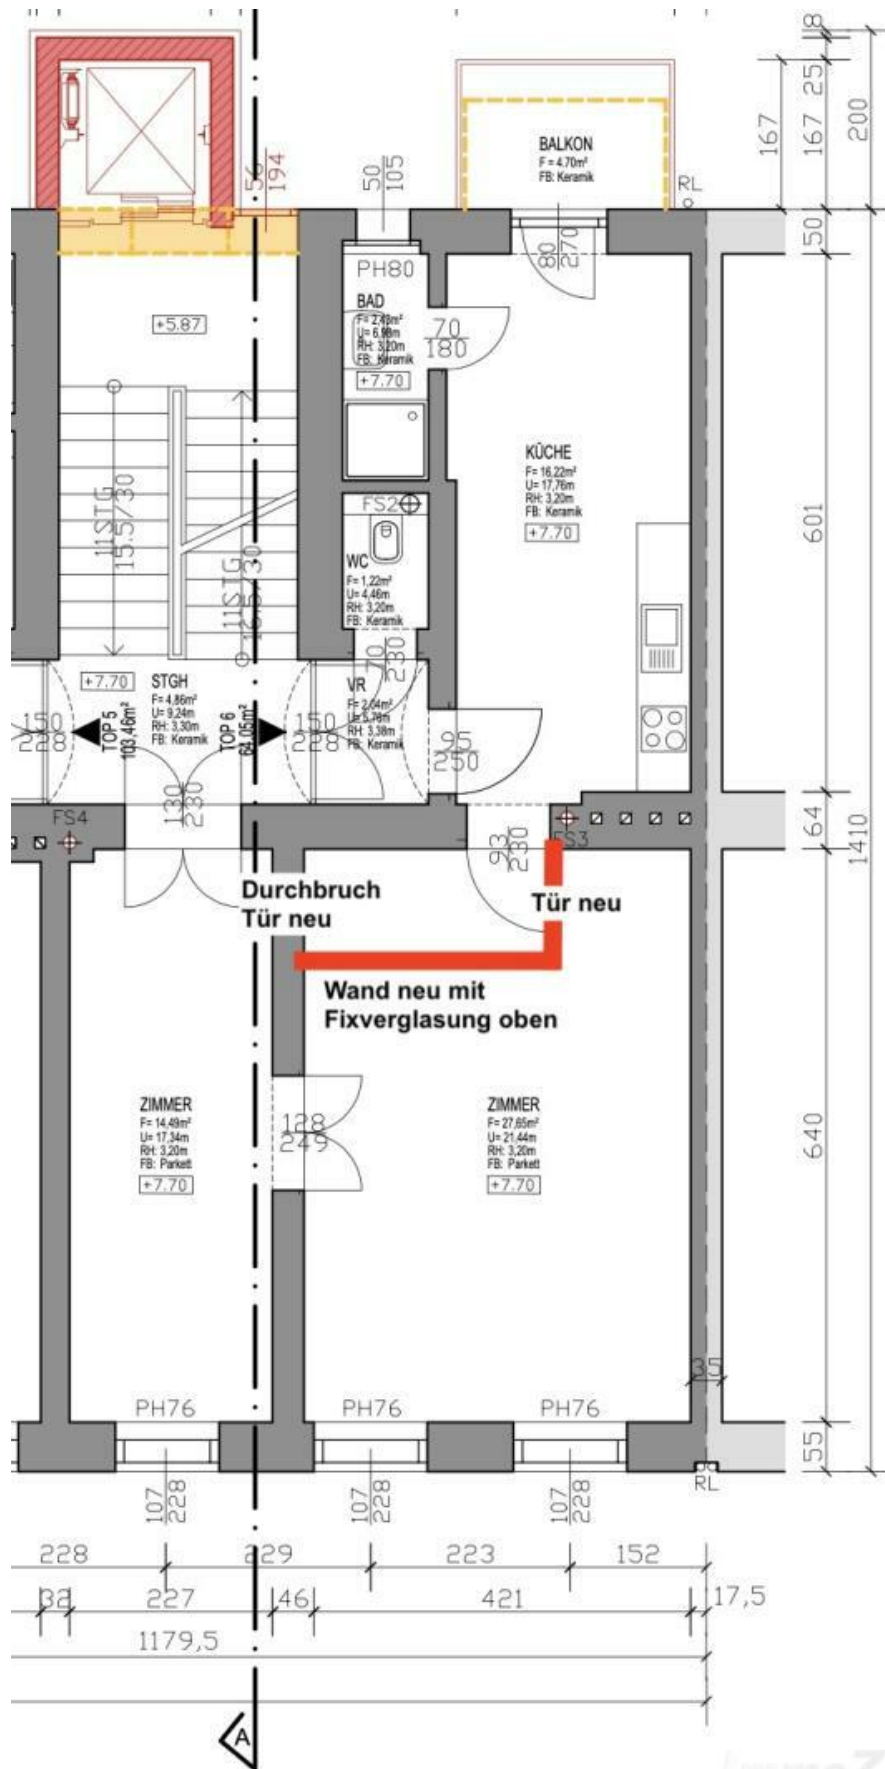 8
25
167
167
200
56
194
50
105
BALKON
F = 4.70m²
FB: Keramik
RL
50
80
270
PH80
BAD
F= 2,43m²
U= 6,98m
RH: 3,20m
FB: Keramik
+7.70
70
180
+5.87
KÜCHE
F= 16,22m²
U= 17,76m
RH: 3,20m
FB: Keramik
+7.70
601
11STG
15.5/30
11STG
16.5/30
FS2
WC
F= 1,22m²
U= 4,46m
RH: 3,20m
FB: Keramik
70
230
+7.70
STGH
F= 4,86m²
U= 9,24m
RH: 3,30m
FB: Keramik
VR
F= 2,04m²
U= 5,76m
RH: 3,38m
FB: Keramik
150
228
TOP 5
103,46m²
TOP 6
64,05m²
150
228
95
250
130
230
FS4
93
230
FS3
64
1410
Durchbruch
Tür neu
Tür neu
Wand neu mit
Fixverglasung oben
ZIMMER
F= 14,49m²
U= 17,34m
RH: 3,20m
FB: Parkett
+7.70
128
249
ZIMMER
F= 27,65m²
U= 21,44m
RH: 3,20m
FB: Parkett
+7.70
640
35
PH76
PH76
PH76
55
RL
107
228
107
228
107
228
228
229
223
152
32
227
46
421
17,5
1179,5
A